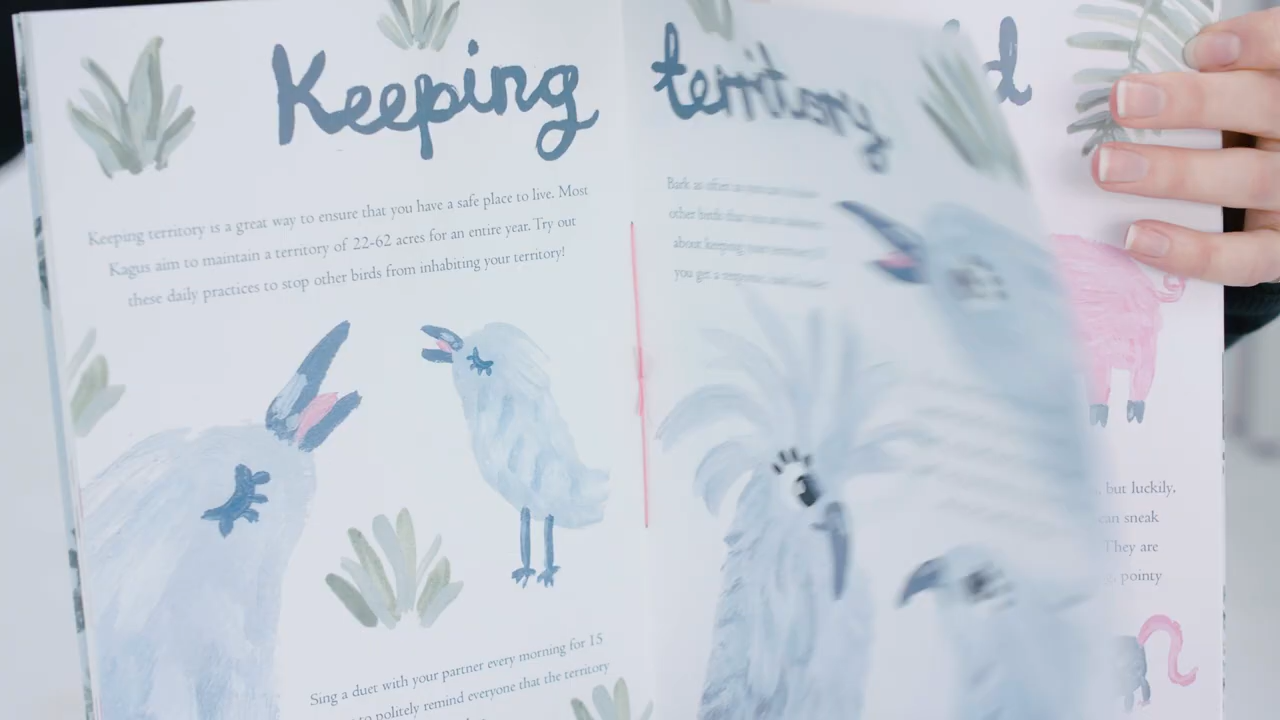 Keeping territory
Keeping territory is a great way to ensure that you have a safe place to live. Most
Kagus aim to maintain a territory of 22-62 acres for an entire year. Try out
these daily practices to stop other birds from inhabiting your territory!
Sing a duet with your partner every morning for 15
to politely remind everyone that the territory
Bark as often as
other birds that
about keeping your
you get a response
d
, but luckily,
can sneak
They are
pointy